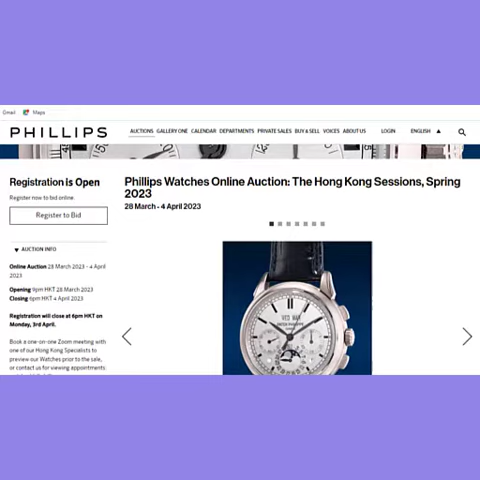 Gmail Maps
PHILLIPS
AUCTIONS GALLERY ONE CALENDAR DEPARTMENTS PRIVATE SALES BUY & SELL VOICES ABOUT US LOGIN ENGLISH
Registration is Open
Register now to bid online.
Register to Bid
AUCTION INFO
Online Auction 28 March 2023 - 4 April
2023
Opening 9pm HKT 28 March 2023
Closing 6pm HKT 4 April 2023
Registration will close at 6pm HKT on
Monday, 3rd April.
Book a one-on-one Zoom meeting with
one of our Hong Kong Specialists to
preview our Watches prior to the sale,
or contact us for viewing appointments
Phillips Watches Online Auction: The Hong Kong Sessions, Spring
2023
28 March - 4 April 2023
PATEK PHILIPPE